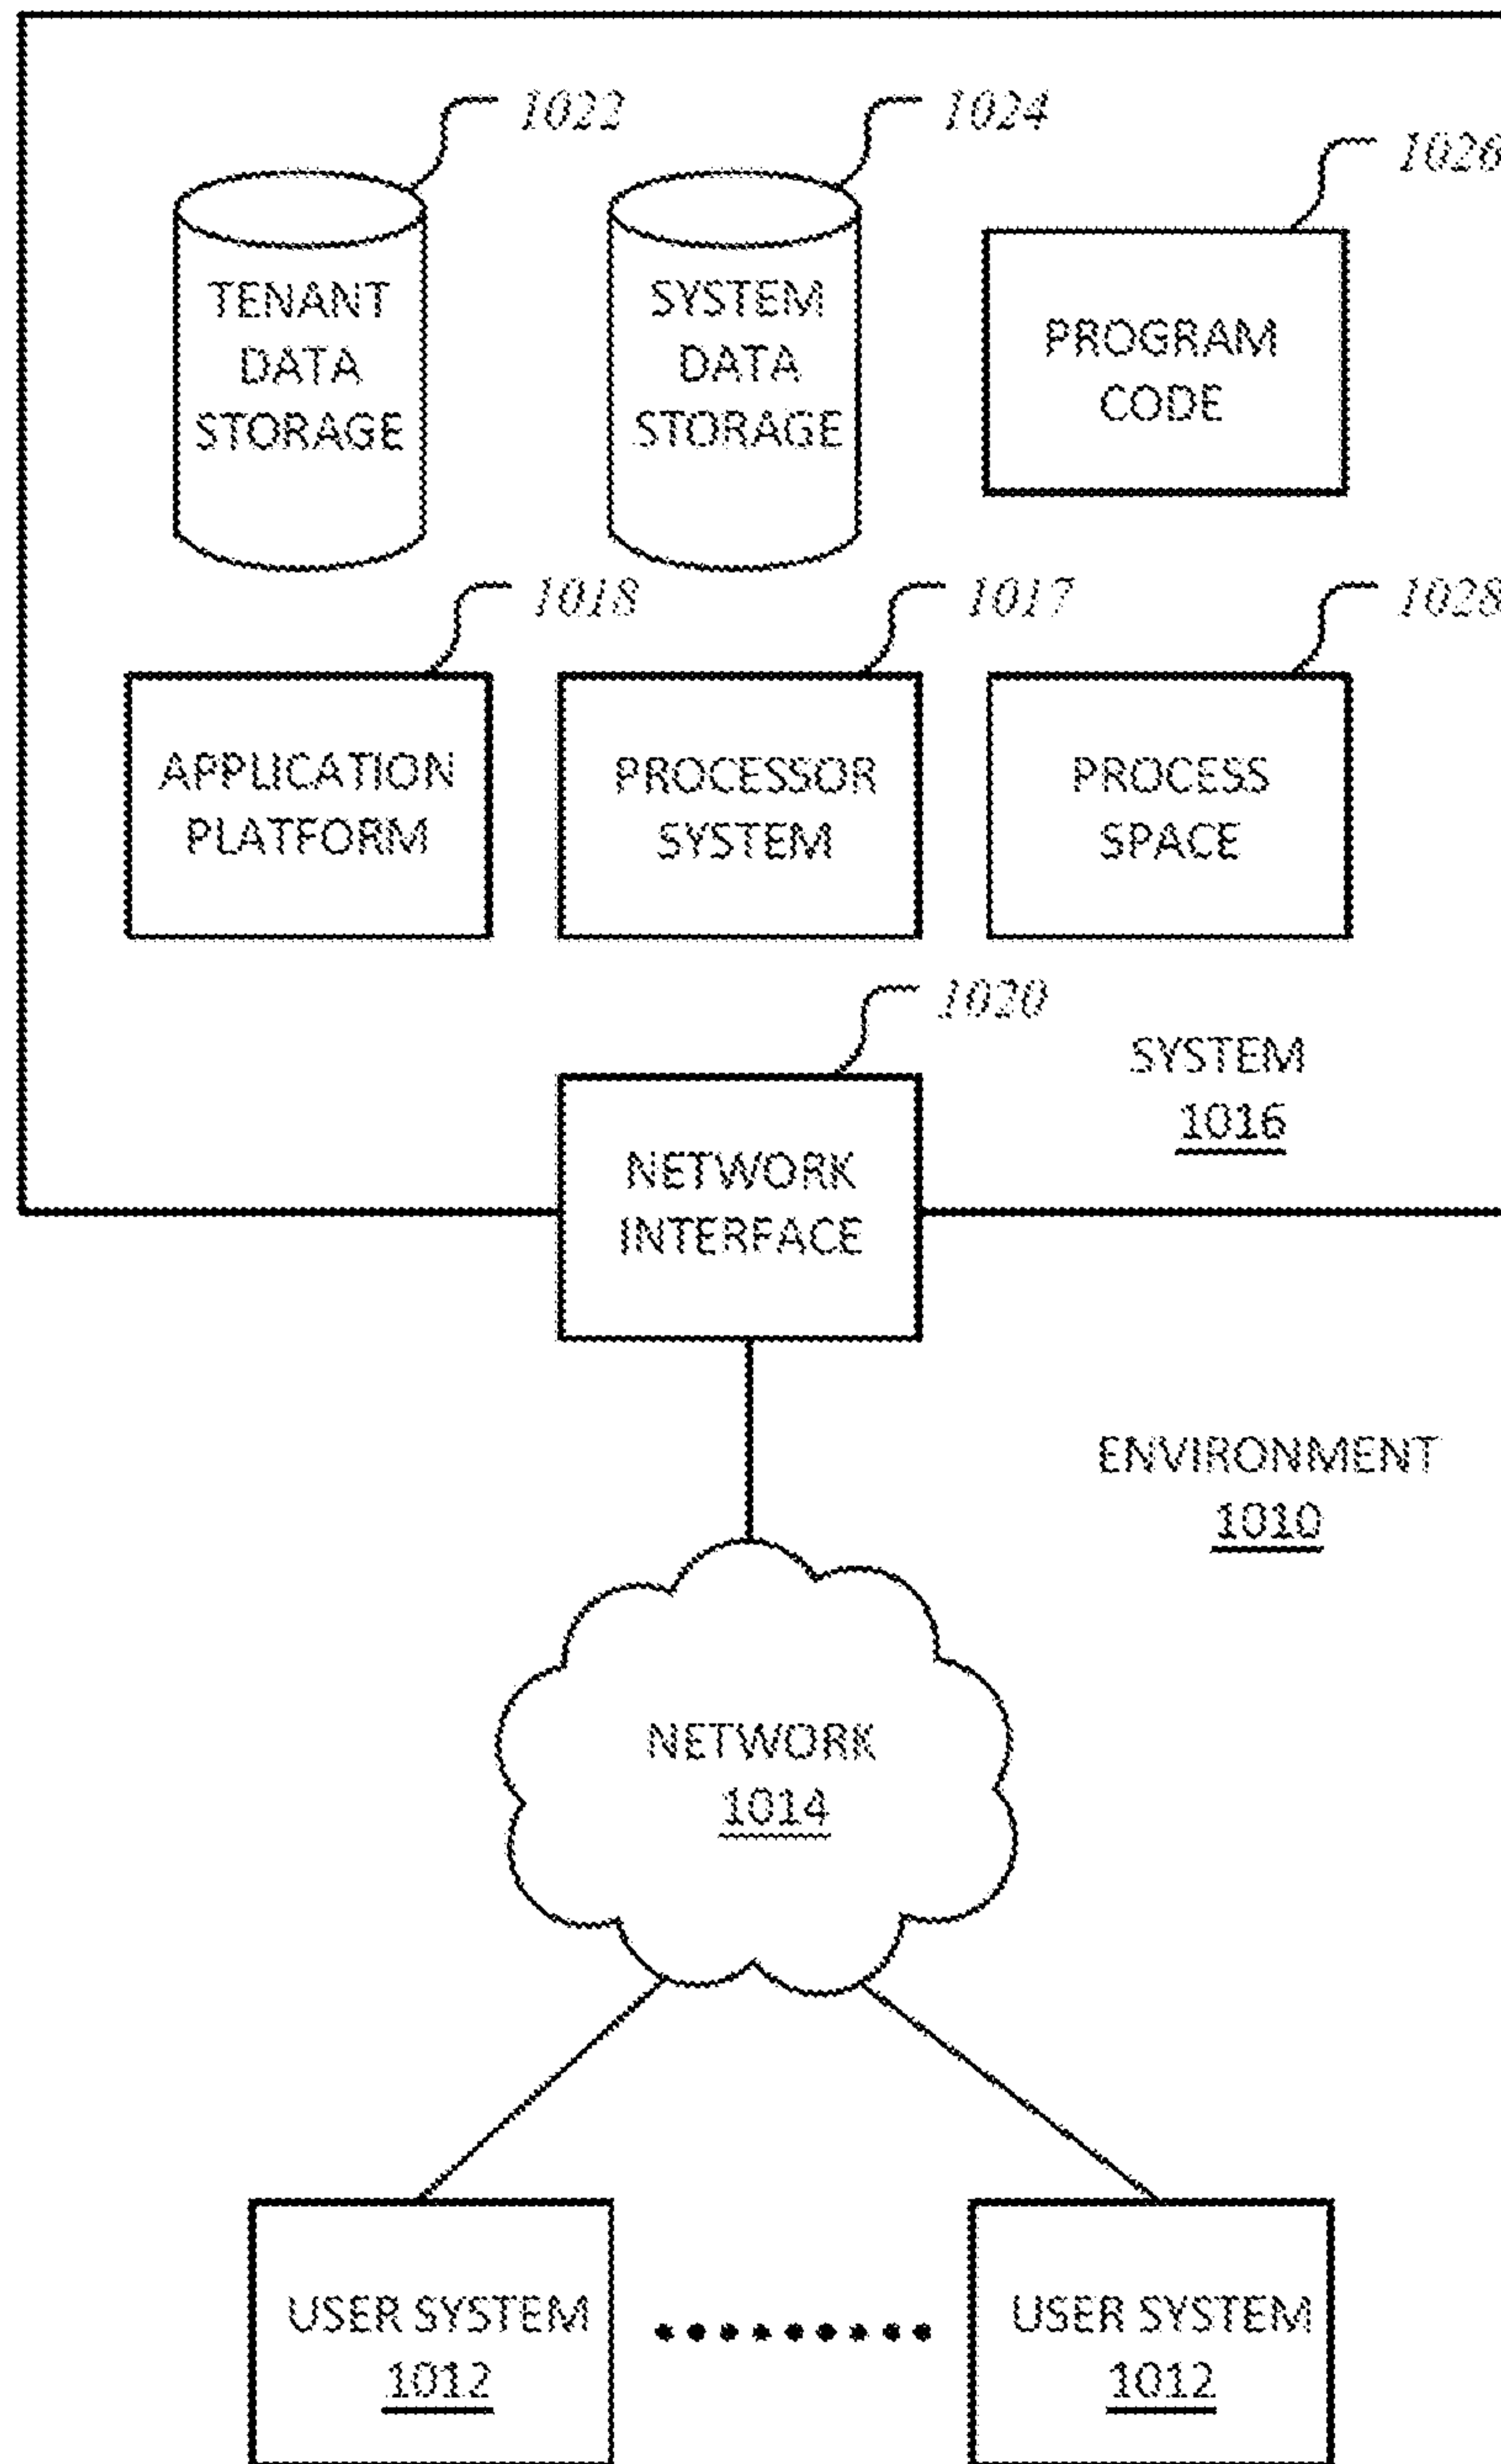 1022
1024
1026
TENANT
DATA
STORAGE
SYSTEM
DATA
STORAGE
PROGRAM
CODE
1018
1017
1028
APPLICATION
PLATFORM
PROCESSOR
SYSTEM
PROCESS
SPACE
1020
SYSTEM
1016
NETWORK
INTERFACE
ENVIRONMENT
1010
NETWORK
1014
USER SYSTEM
1012
USER SYSTEM
1012